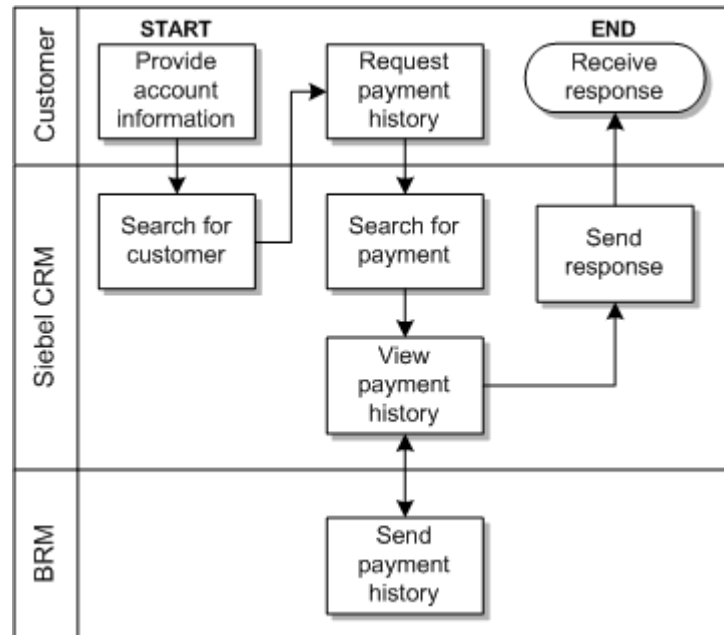 Customer
START
Provide
account
information
Request
payment
history
END
Receive
response
Siebel CRM
Search for
customer
Search for
payment
Send
response
View
payment
history
BRM
Send
payment
history